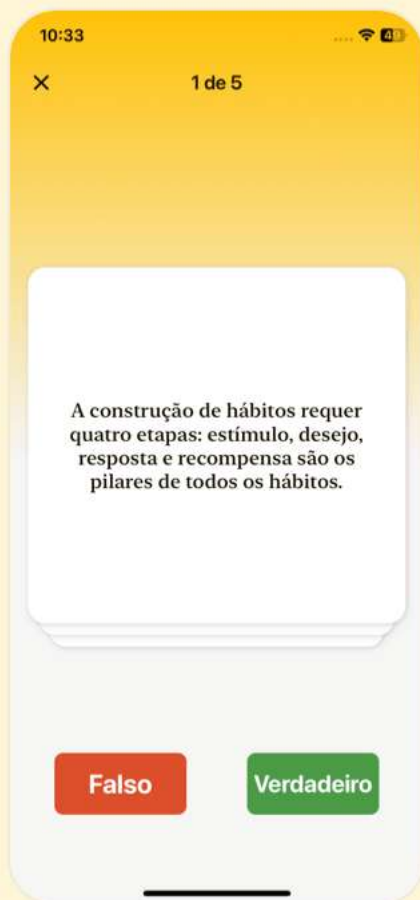 10:33
1 de 5
A construção de hábitos requer
quatro etapas: estímulo, desejo,
resposta e recompensa são os
pilares de todos os hábitos.
Falso
Verdadeiro